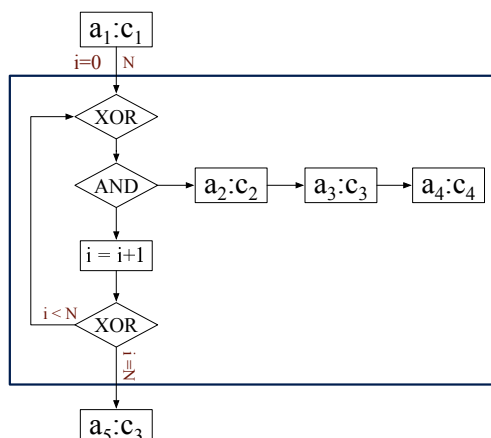 a₁:c₁
i=0 N
XOR
AND
a₂:c₂
a₃:c₃
a₄:c₄
i = i+1
i < N
XOR
i=N
a₅:c₃